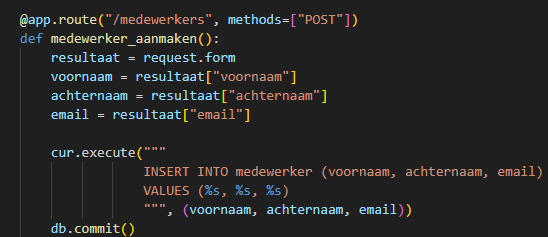 @app.route("/medewerkers", methods=["POST"])
def medewerker_aanmaken():
    resultaat = request.form
    voornaam = resultaat["voornaam"]
    achternaam = resultaat["achternaam"]
    email = resultaat["email"]

    cur.execute("""
                INSERT INTO medewerker (voornaam, achternaam, email)
                VALUES (%s, %s, %s)
                """, (voornaam, achternaam, email))
    db.commit()